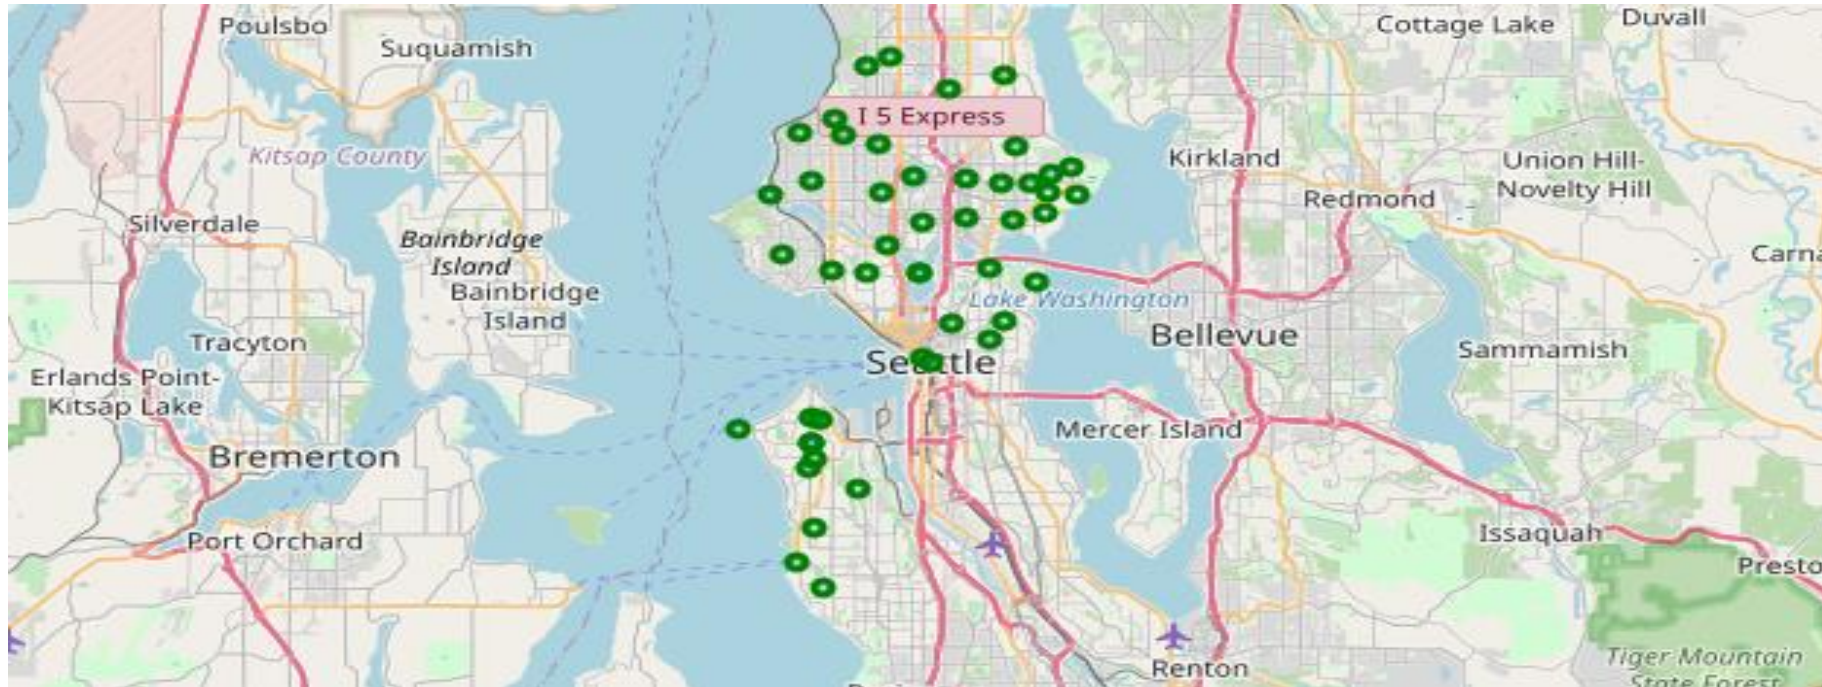 Poulsbo
Suquamish
Cottage Lake
Duvall
I 5 Express
Kitsap County
Kirkland
Union Hill-
Novelty Hill
Redmond
Silverdale
Bainbridge
Island
Bainbridge
Island
Carna
Lake Washington
Tracyton
Bellevue
Sammamish
Seattle
Erlands Point-
Kitsap Lake
Mercer Island
Bremerton
Port Orchard
Issaquah
Presto
Renton
Tiger Mountain
State Forest